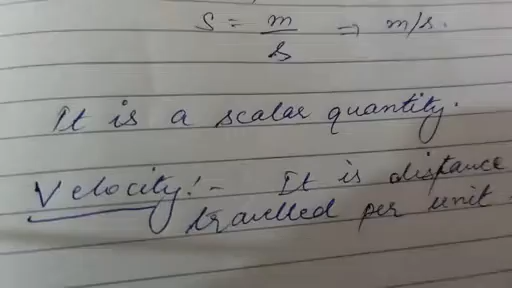 S = m/s ⇒ m/s.
It is a scalar quantity.
Velocity:- It is distance
travelled per unit